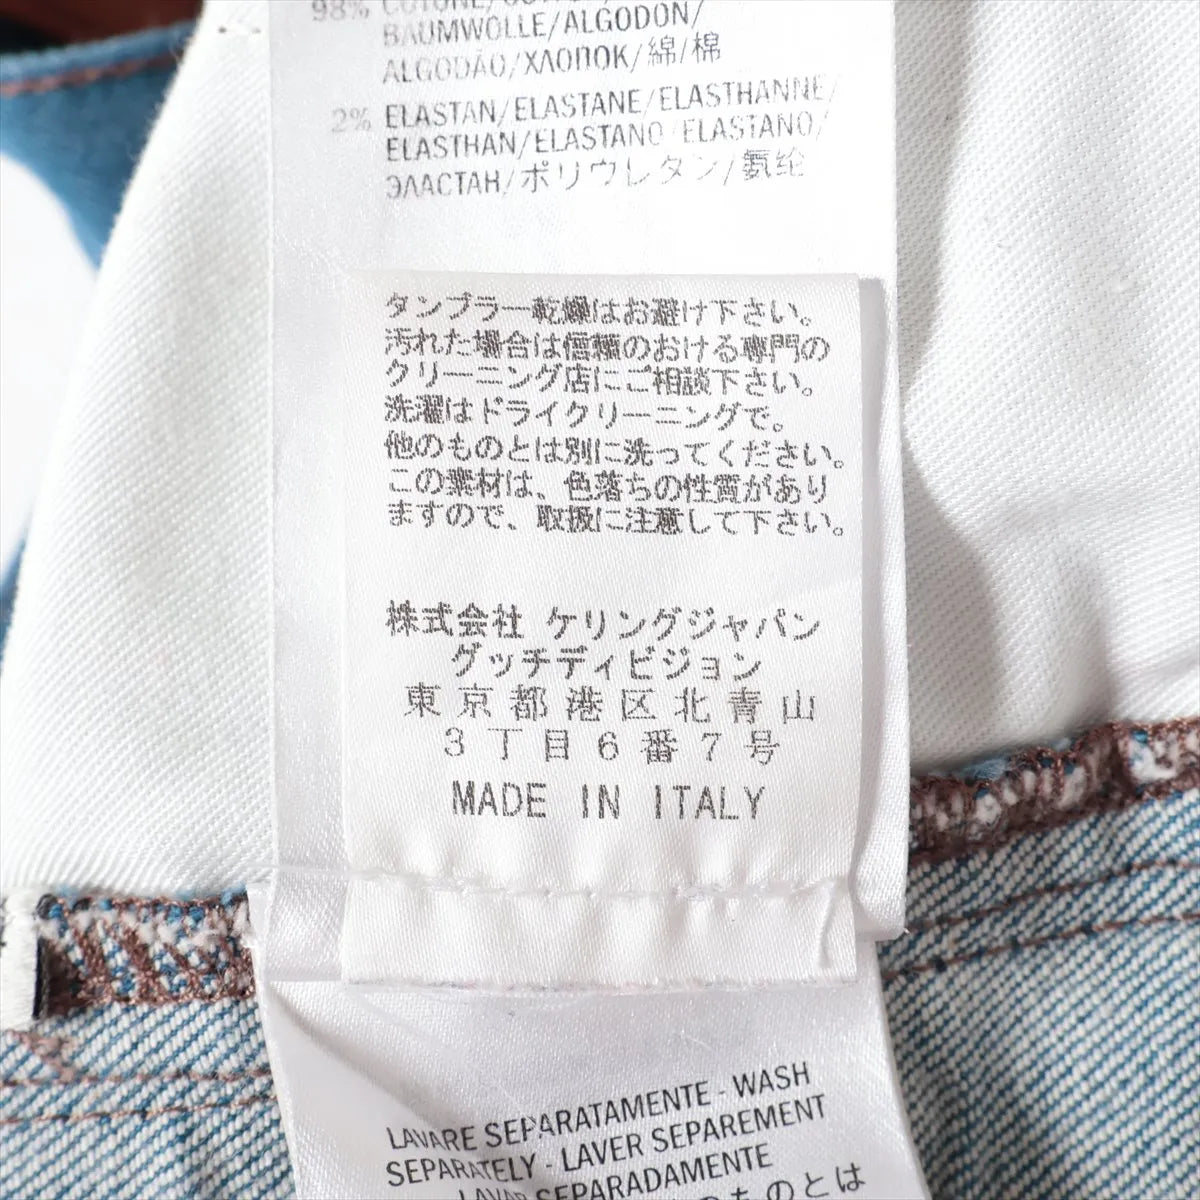 98% COTONE/
BAUMWOLLE/ALGODON/
ALGODÃO/ХЛОПОК/綿/棉
2% ELASTAN/ELASTANE/ELASTHANNE/
ELASTHAN/ELASTANO/ELASTANO/
ЭЛАСТАН/ポリウレタン/氨纶
タンブラー乾燥はお避け下さい。
汚れた場合は信頼のおける専門の
クリーニング店にご相談下さい。
洗濯はドライクリーニングで。
他のものとは別に洗ってください。
この素材は、色落ちの性質があり
ますので、取扱に注意して下さい。
株式会社 ケリングジャパン
グッチディビジョン
東京都港区北青山
3丁目6番7号
MADE IN ITALY
LAVARE SEPARATAMENTE - WASH
SEPARATELY - LAVER SEPAREMENT
LAVAR SEPARADAMENTE
のものとは